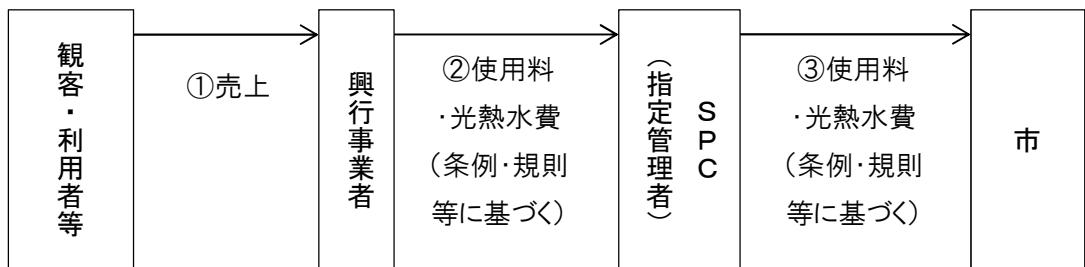 観客・利用者等
①売上
興行事業者
②使用料
・光熱水費
(条例・規則
等に基づく)
SPC
(指定管理者)
③使用料
・光熱水費
(条例・規則
等に基づく)
市